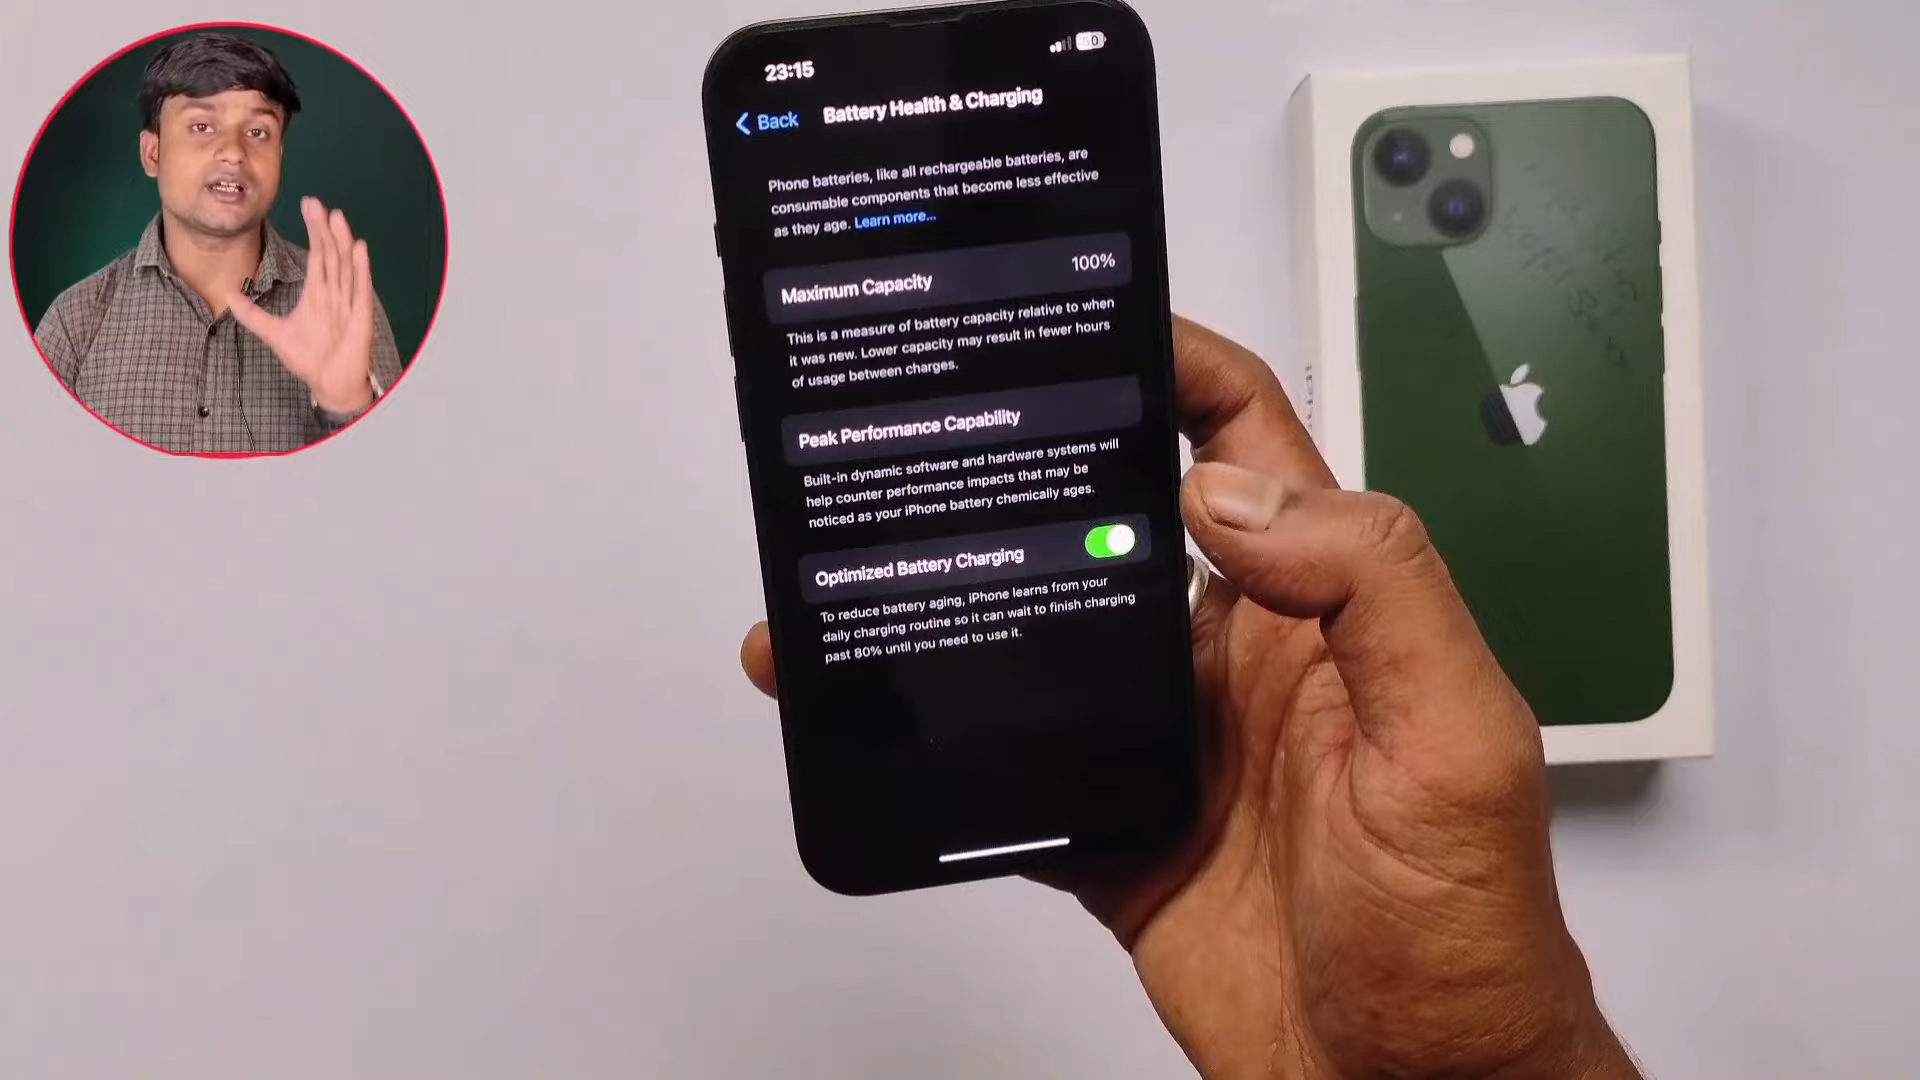 23:15
50
Back
Battery Health & Charging
Phone batteries, like all rechargeable batteries, are
consumable components that become less effective
as they age. Learn more...
Maximum Capacity
100%
This is a measure of battery capacity relative to when
it was new. Lower capacity may result in fewer hours
of usage between charges.
Peak Performance Capability
Built-in dynamic software and hardware systems will
help counter performance impacts that may be
noticed as your iPhone battery chemically ages.
Optimized Battery Charging
To reduce battery aging, iPhone learns from your
daily charging routine so it can wait to finish charging
past 80% until you need to use it.